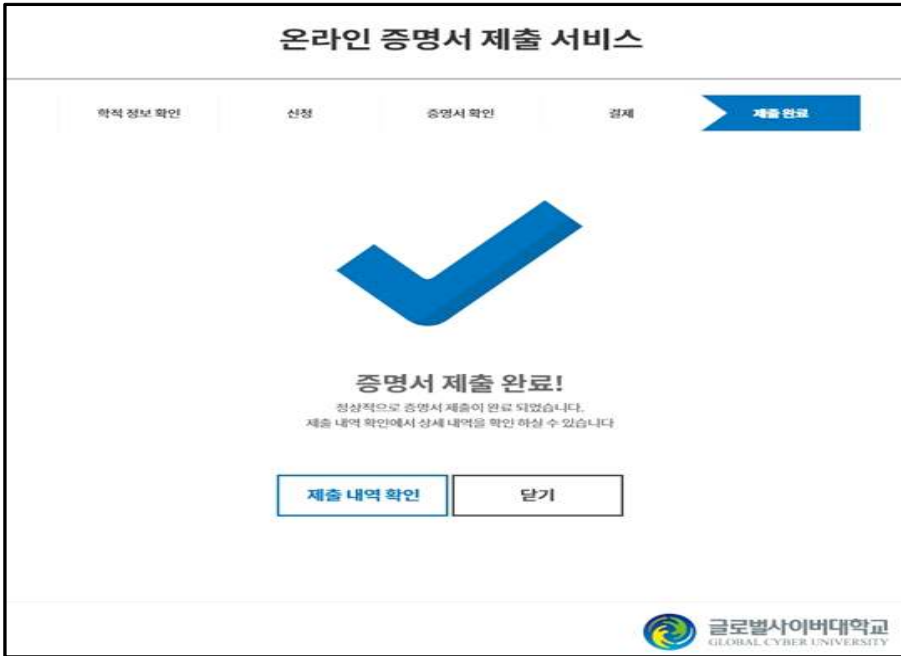 온라인 증명서 제출 서비스
학적 정보 확인 신청 증명서 확인 결제 제출 완료
증명서 제출 완료!
정상적으로 증명서 제출이 완료 되었습니다.
제출 내역 확인에서 상세 내역을 확인 하실 수 있습니다
제출 내역 확인 닫기
글로벌사이버대학교
GLOBAL CYBER UNIVERSITY